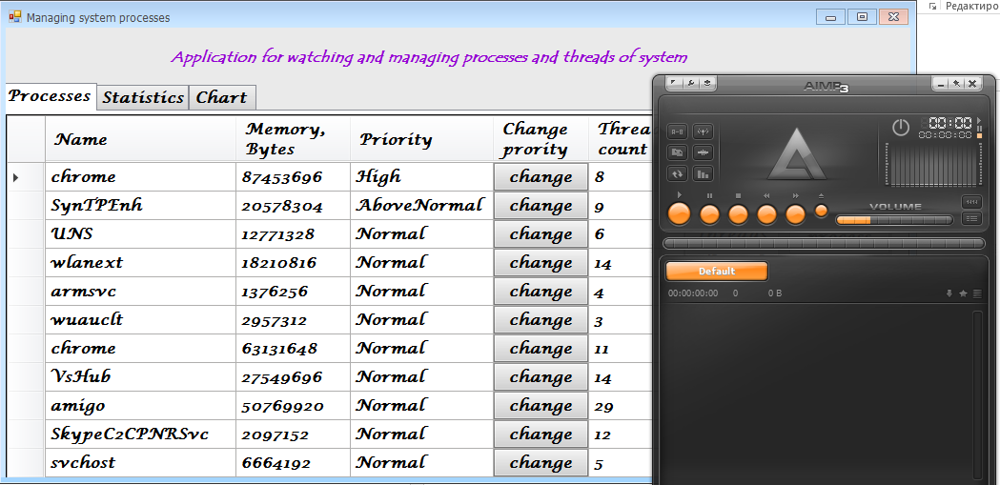 Managing system processes
Редактиро
Application for watching and managing processes and threads of system
Processes Statistics Chart
Name Memory, Bytes Priority Change prority Threa count
chrome 87453696 High change 8
SynTPEnh 20578304 AboveNormal change 9
UNS 12771328 Normal change 6
wlanext 18210816 Normal change 14
armsvc 1376256 Normal change 4
wuauclt 2957312 Normal change 3
chrome 63131648 Normal change 11
VsHub 27549696 Normal change 14
amigo 50769920 Normal change 29
SkypeC2CPNRSvc 2097152 Normal change 12
svchost 6664192 Normal change 5
AIMP3
00:00
00:00:00
VOLUME
Default
00:00:00:00 0 0 B